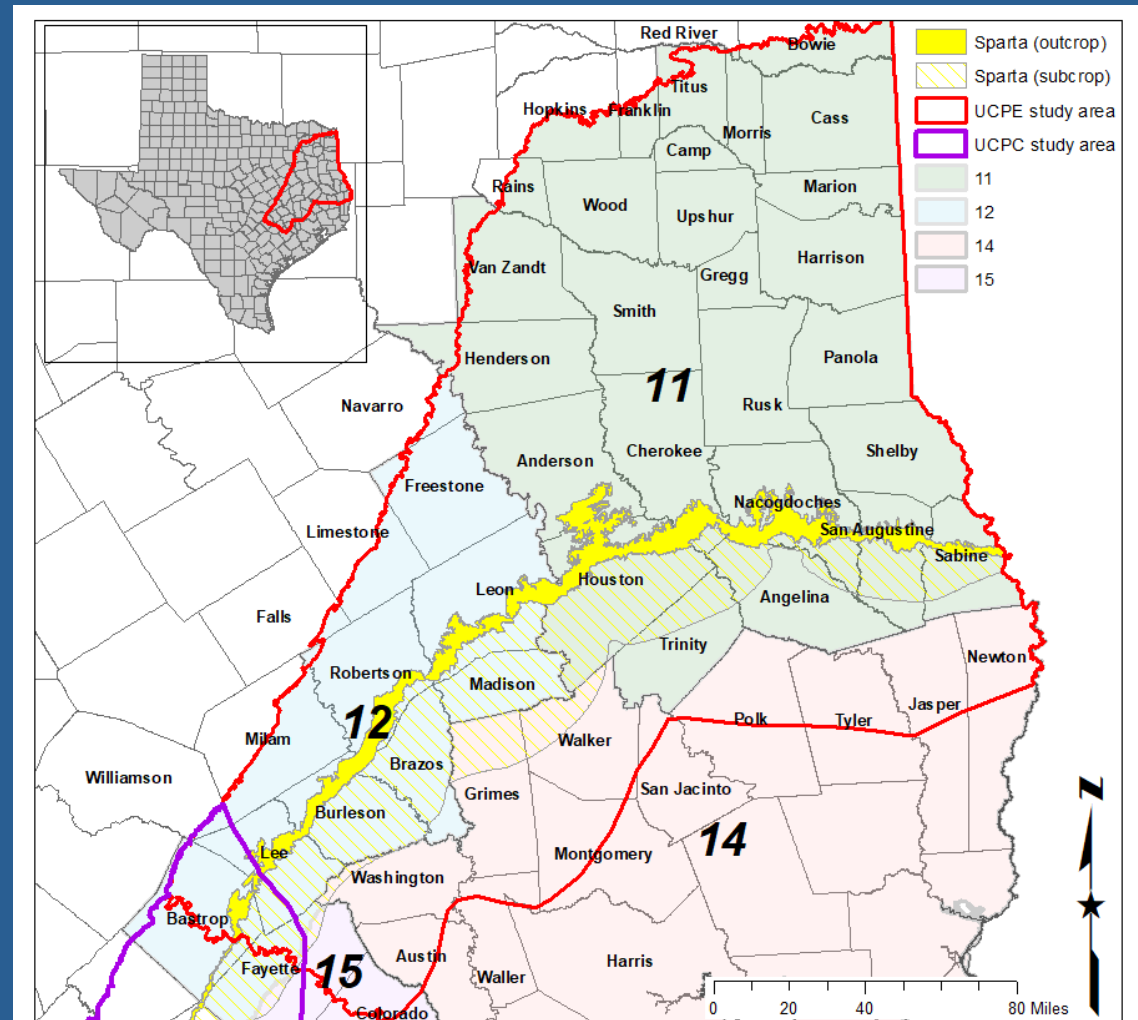 Red River
Bowie
Titus
Hopkins
Franklin
Cass
Morris
Camp
Rains
Wood
Upshur
Marion
Van Zandt
Gregg
Harrison
Smith
Henderson
Panola
11
Navarro
Rusk
Anderson
Cherokee
Shelby
Freestone
Nacogdoches
Limestone
San Augustine
Sabine
Houston
Leon
Angelina
Falls
Trinity
Newton
Robertson
Madison
Jasper
12
Polk
Tyler
Milam
Walker
Williamson
Brazos
Grimes
San Jacinto
Burleson
14
Lee
Montgomery
Washington
Bastrop
Austin
Fayette
15
Waller
Harris
Colorado
Sparta (outcrop)
Sparta (subcrop)
UCPE study area
UCPC study area
11
12
14
15
N
0 20 40 80 Miles